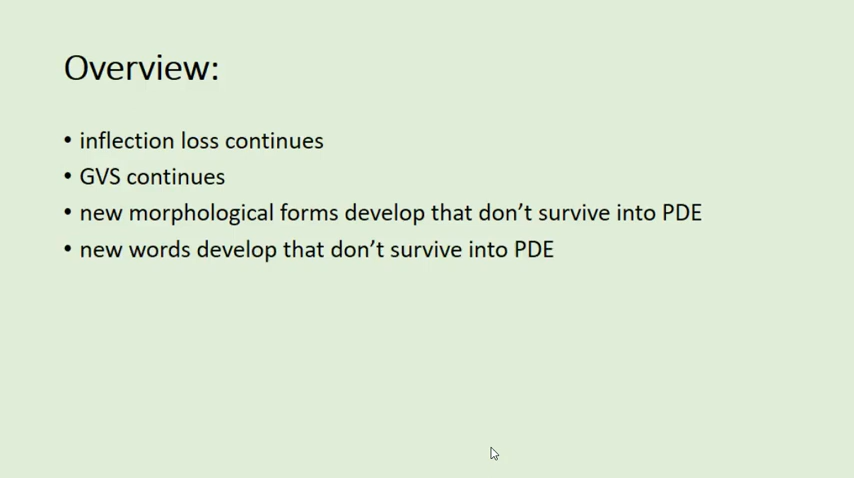 Overview:
• inflection loss continues
• GVS continues
• new morphological forms develop that don’t survive into PDE
• new words develop that don’t survive into PDE